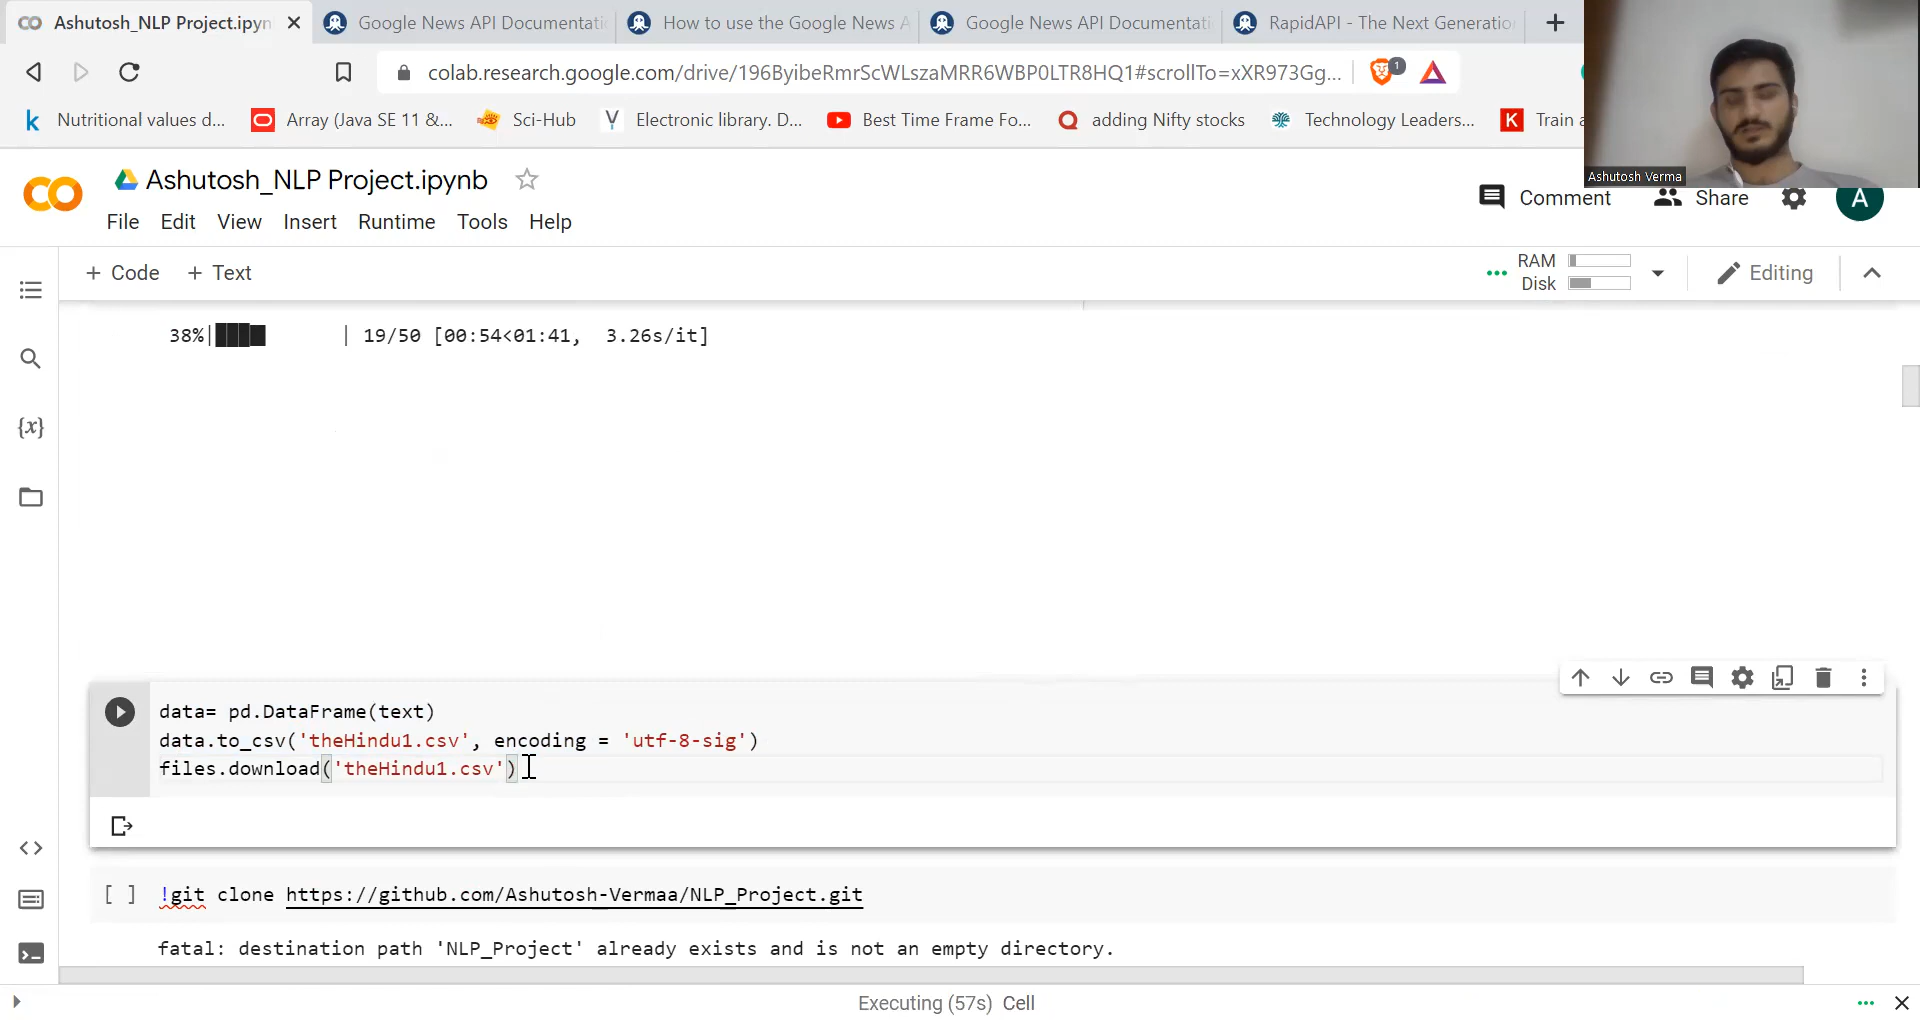 Ashutosh_NLP Project.ipyn
Google News API Documentatio
How to use the Google News A
Google News API Documentati
RapidAPI - The Next Generation
colab.research.google.com/drive/196ByibeRmrScWLszaMRR6WBP0LTR8HQ1#scrollTo=xXR973Gg...
1
Nutritional values d...
Array (Java SE 11 &...
Sci-Hub
Electronic library. D...
Best Time Frame Fo...
adding Nifty stocks
Technology Leaders...
Train a
Ashutosh Verma
Ashutosh_NLP Project.ipynb
Comment
Share
A
File Edit View Insert Runtime Tools Help
+ Code + Text
RAM
Disk
Editing
38%|████ | 19/50 [00:54<01:41, 3.26s/it]
data= pd.DataFrame(text)
data.to_csv('theHindu1.csv', encoding = 'utf-8-sig')
files.download('theHindu1.csv')
[ ] !git clone https://github.com/Ashutosh-Vermaa/NLP_Project.git
fatal: destination path 'NLP_Project' already exists and is not an empty directory.
Executing (57s) Cell